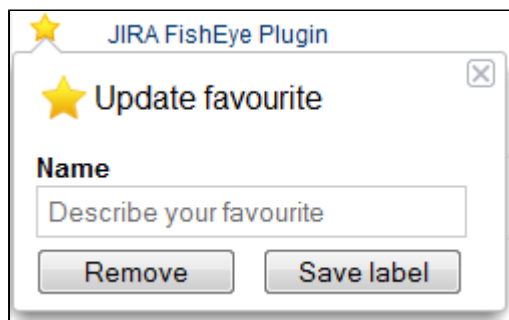 JIRA FishEye Plugin
Update favourite
Name
Describe your favourite
Remove Save label